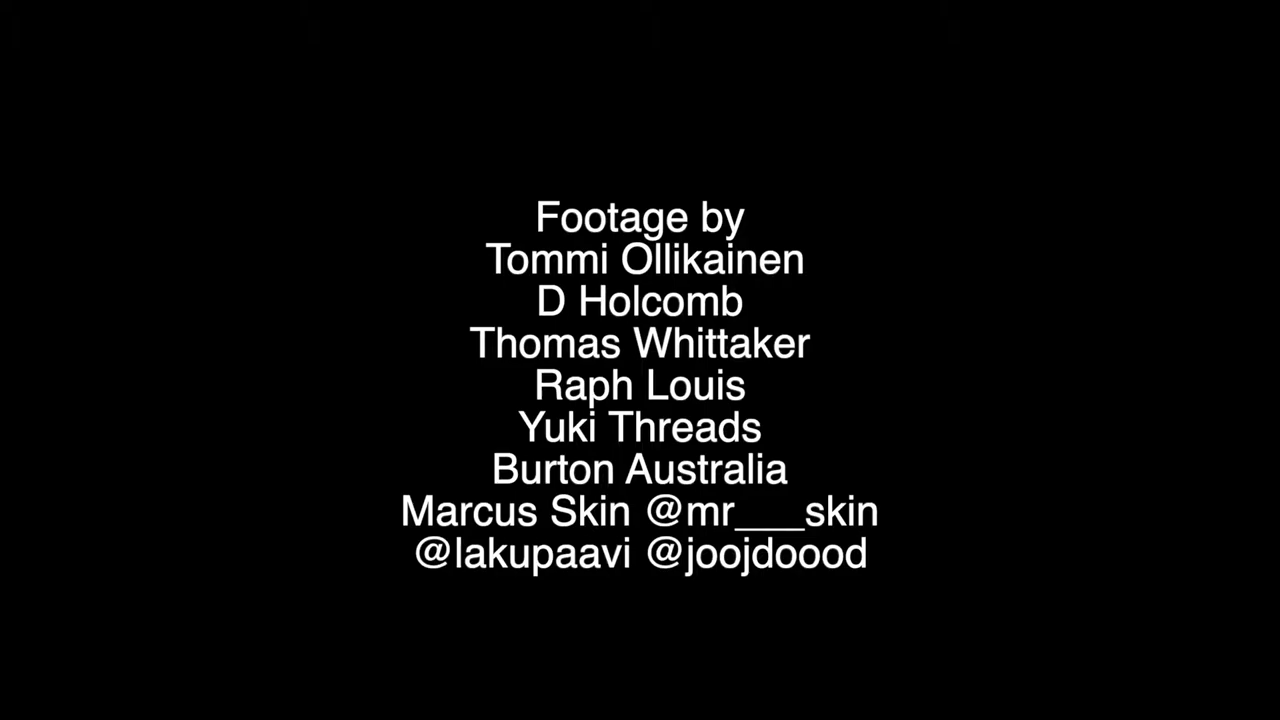 Footage by
Tommi Ollikainen
D Holcomb
Thomas Whittaker
Raph Louis
Yuki Threads
Burton Australia
Marcus Skin @mr___skin
@lakupaavi @joojdoood